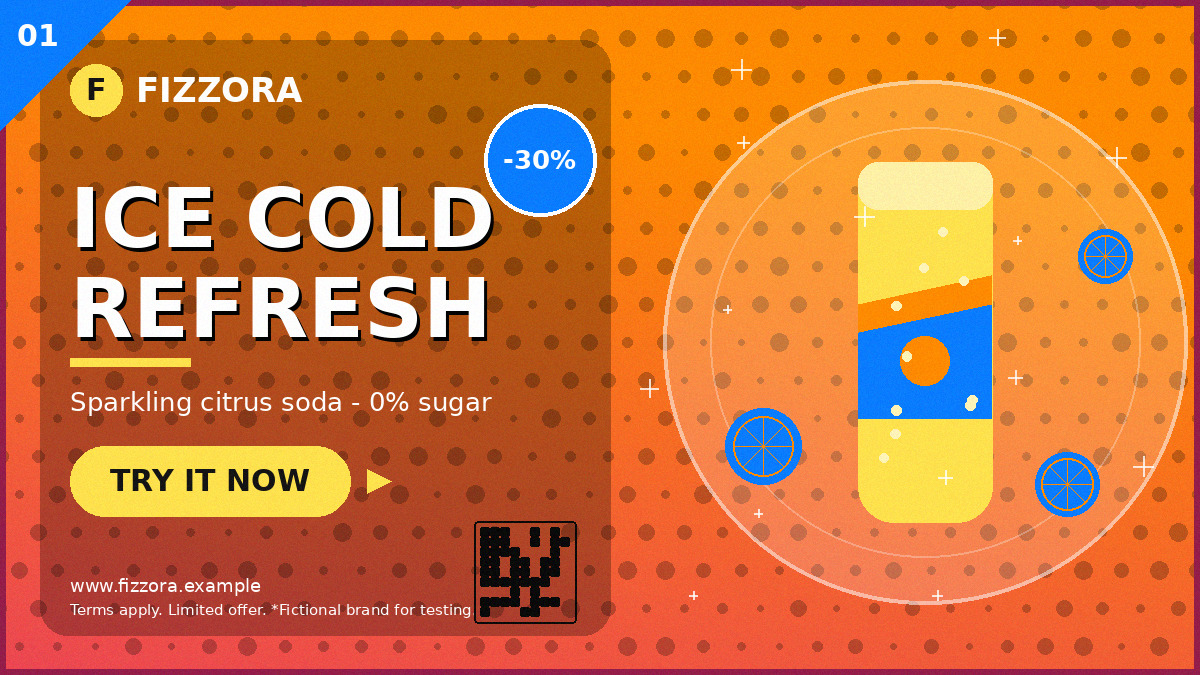 01
F FIZZORA
-30%
ICE COLD
REFRESH
Sparkling citrus soda - 0% sugar
TRY IT NOW
www.fizzora.example
Terms apply. Limited offer. *Fictional brand for testing.